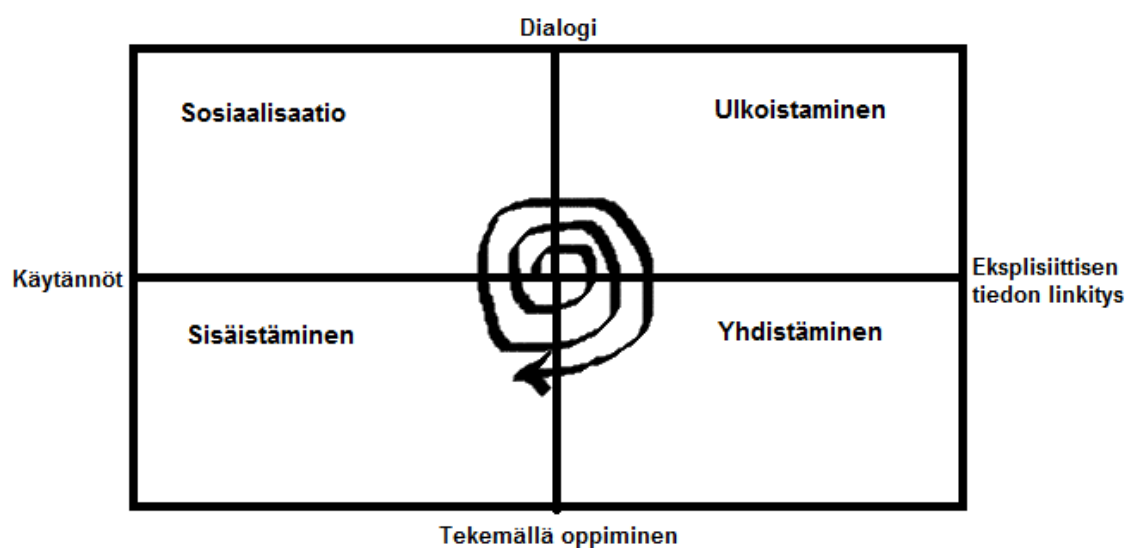 Dialogi
Sosiaalisaatio
Ulkoistaminen
Käytännöt
Eksplisiittisen
tiedon linkitys
Sisäistäminen
Yhdistäminen
Tekemällä oppiminen